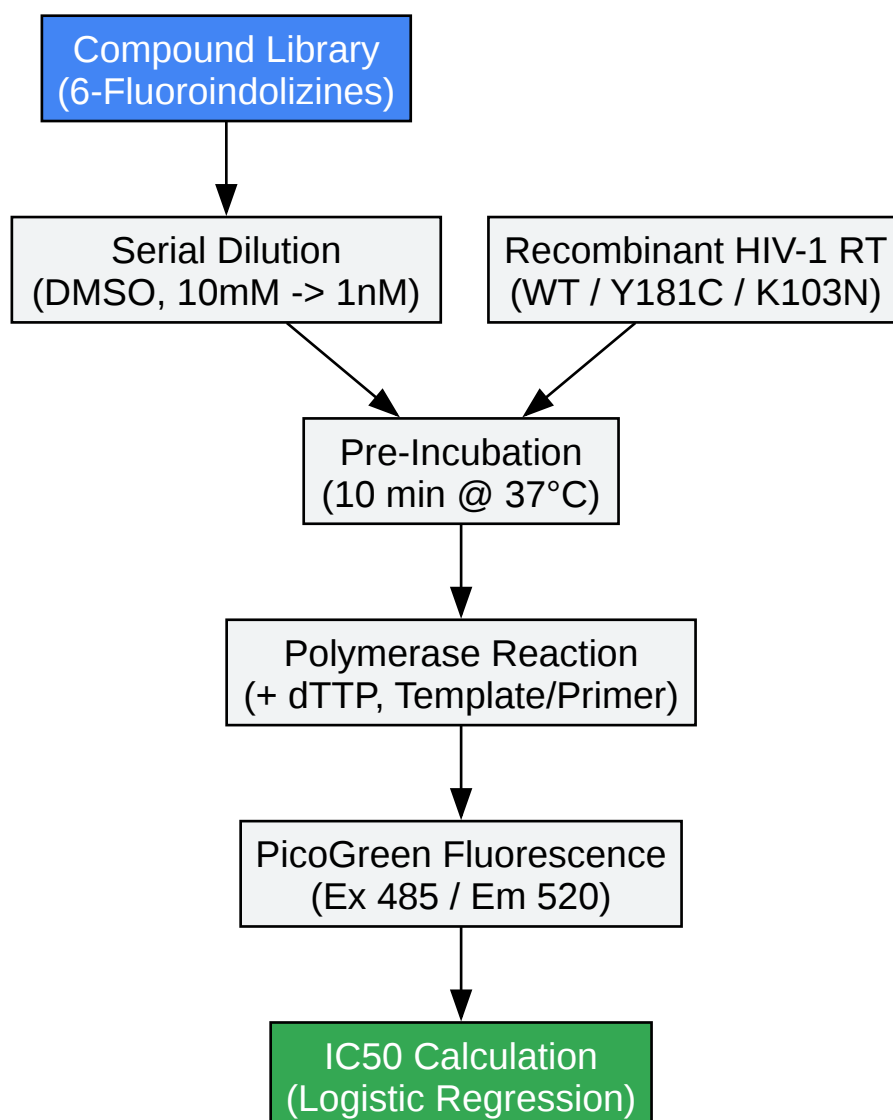 Compound Library
(6-Fluoroindolizines)
Serial Dilution
(DMSO, 10mM -> 1nM)
Recombinant HIV-1 RT
(WT / Y181C / K103N)
Pre-Incubation
(10 min @ 37°C)
Polymerase Reaction
(+ dTTP, Template/Primer)
PicoGreen Fluorescence
(Ex 485 / Em 520)
IC50 Calculation
(Logistic Regression)